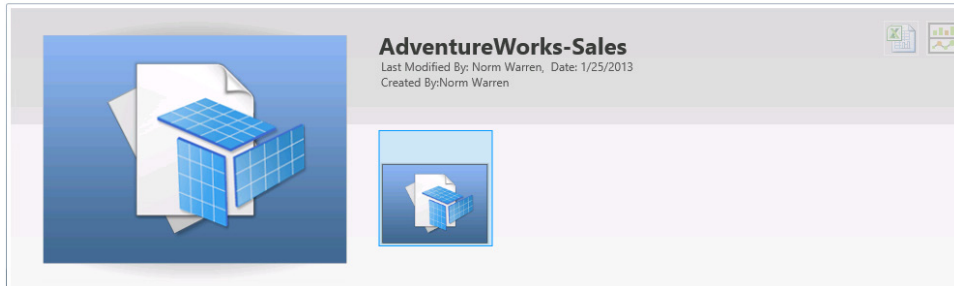 AdventureWorks-Sales
Last Modified By: Norm Warren,  Date: 1/25/2013
Created By:Norm Warren